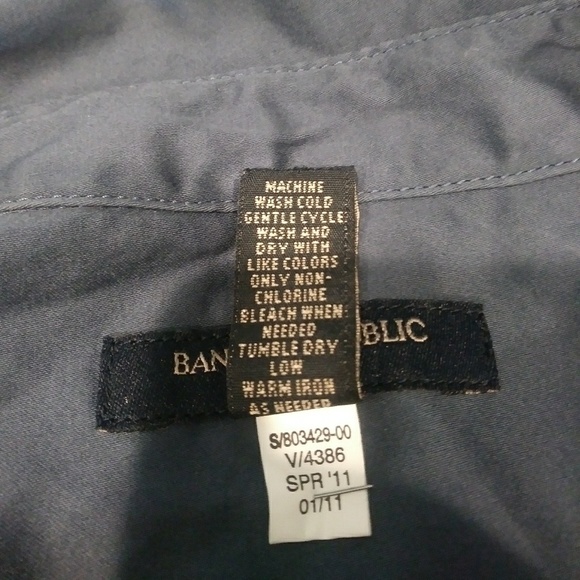 MACHINE
WASH COLD
GENTLE CYCLE
WASH AND
DRY WITH
LIKE COLORS
ONLY NON-
CHLORINE
BLEACH WHEN
NEEDED
TUMBLE DRY
LOW
WARM IRON
AS NEEDED
BAN BLIC
S/803429-00
V/4386
SPR '11
01/11